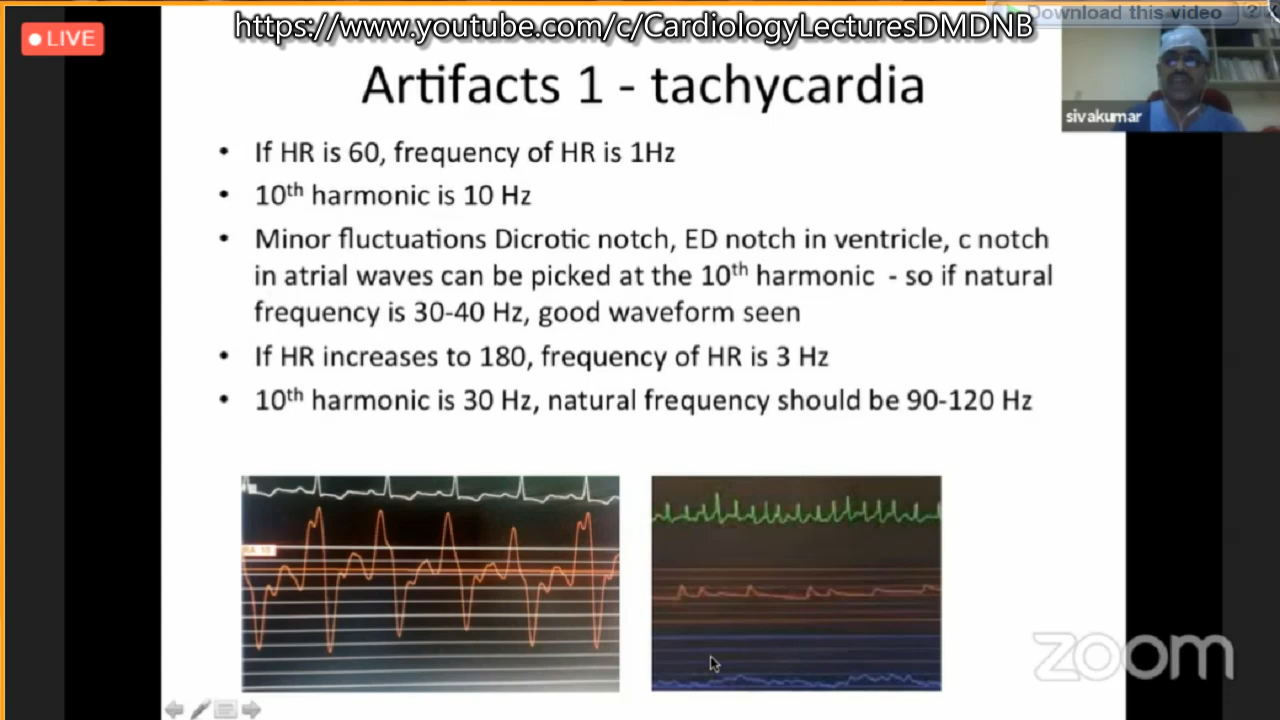 https://www.youtube.com/c/CardiologyLecturesDMDNB
Download this video
LIVE
sivakumar
Artifacts 1 - tachycardia
• If HR is 60, frequency of HR is 1Hz
• 10th harmonic is 10 Hz
• Minor fluctuations Dicrotic notch, ED notch in ventricle, c notch
in atrial waves can be picked at the 10th harmonic - so if natural
frequency is 30-40 Hz, good waveform seen
• If HR increases to 180, frequency of HR is 3 Hz
• 10th harmonic is 30 Hz, natural frequency should be 90-120 Hz
zoom